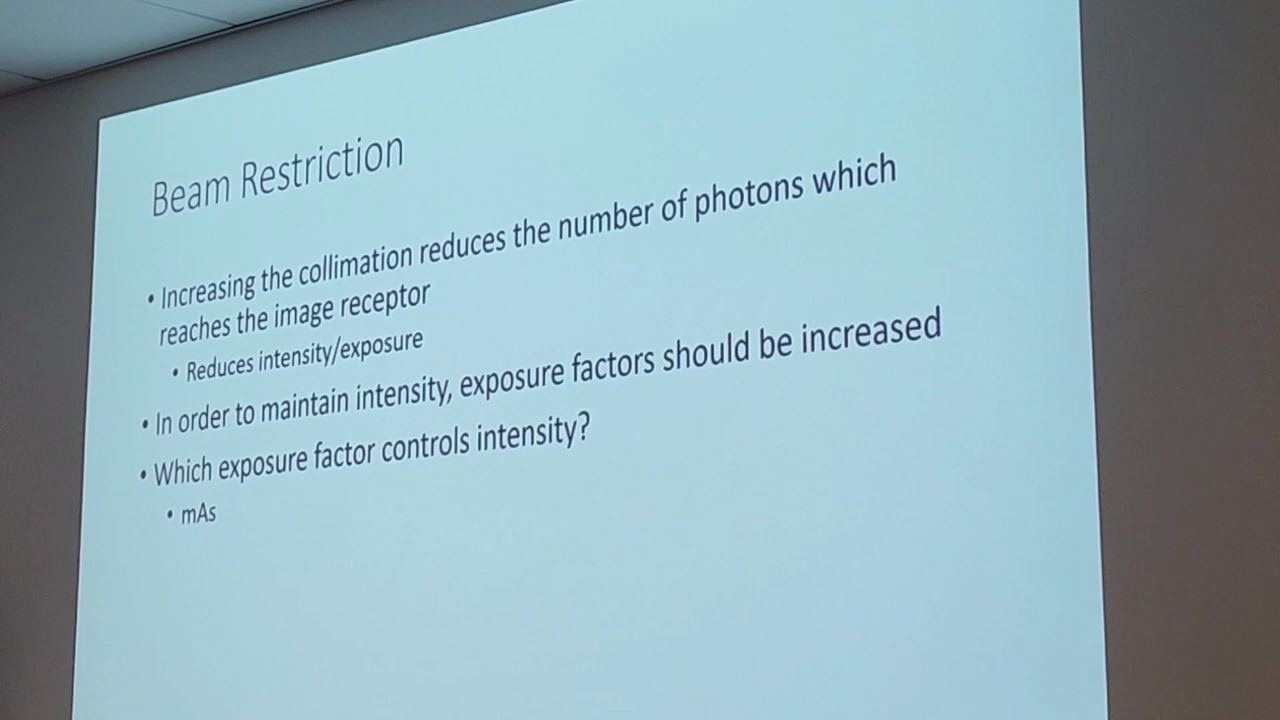 Beam Restriction
• Increasing the collimation reduces the number of photons which
reaches the image receptor
• Reduces intensity/exposure
• In order to maintain intensity, exposure factors should be increased
• Which exposure factor controls intensity?
• mAs